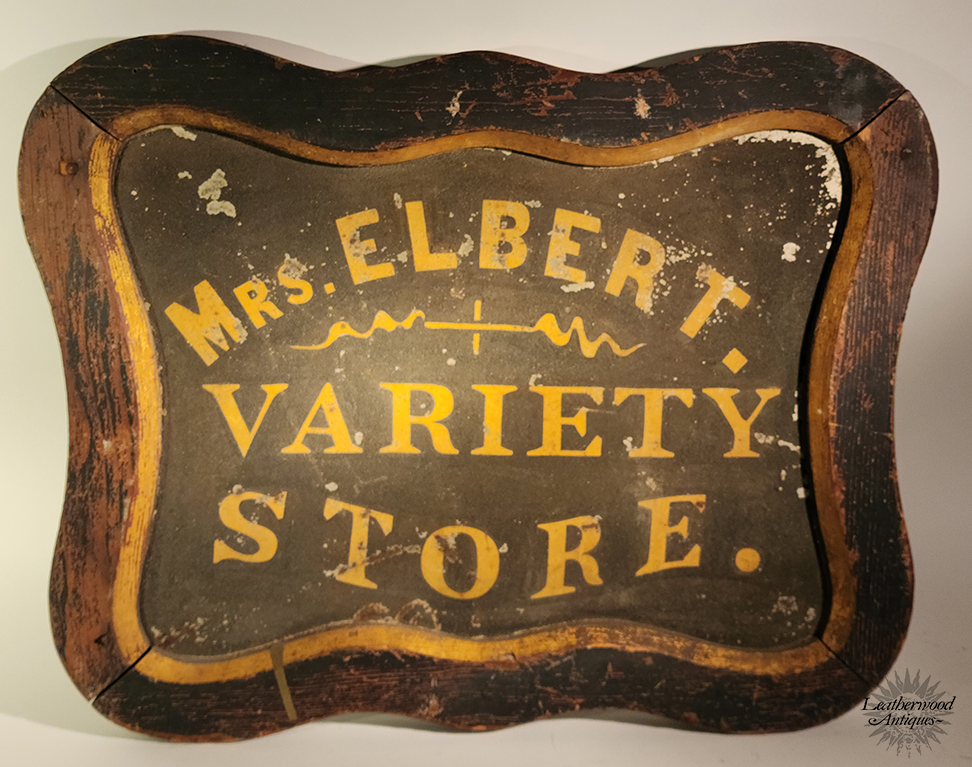 Mrs. ELBERT.
VARIETY
STORE.
Leatherwood
Antiques